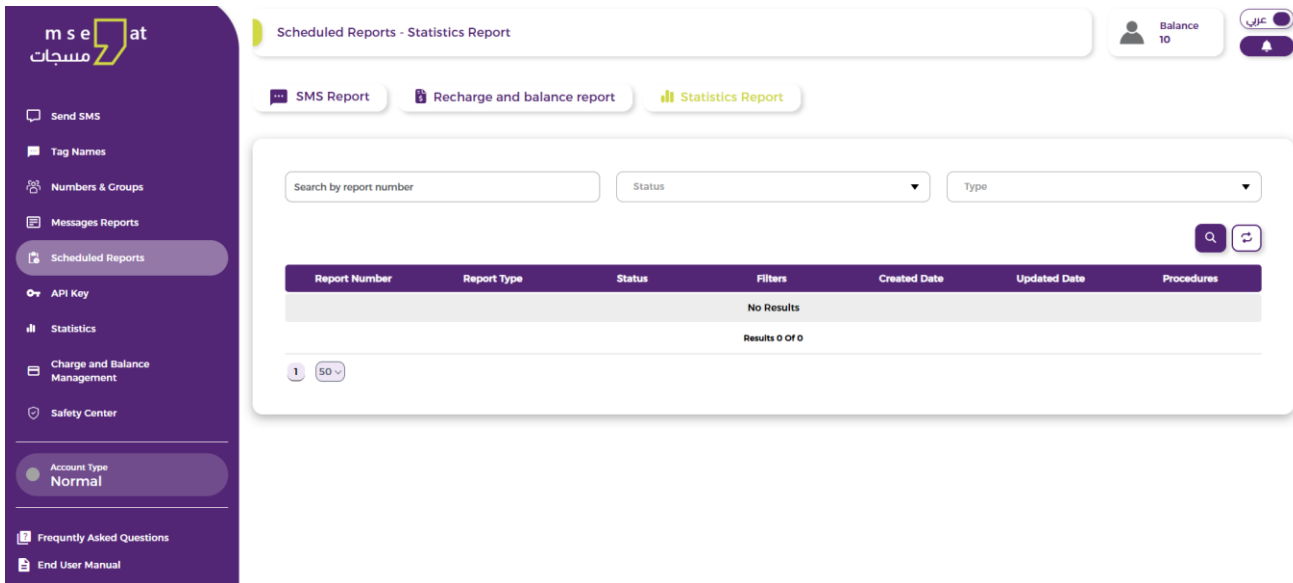 mse at
مسجات
Send SMS
Tag Names
Numbers & Groups
Messages Reports
Scheduled Reports
API Key
Statistics
Charge and Balance
Management
Safety Center
Account Type
Normal
Frequntly Asked Questions
End User Manual
Scheduled Reports - Statistics Report
Balance
10
عربي
SMS Report
Recharge and balance report
Statistics Report
Search by report number
Status
Type
Report Number Report Type Status Filters Created Date Updated Date Procedures
No Results
Results 0 Of 0
1 50